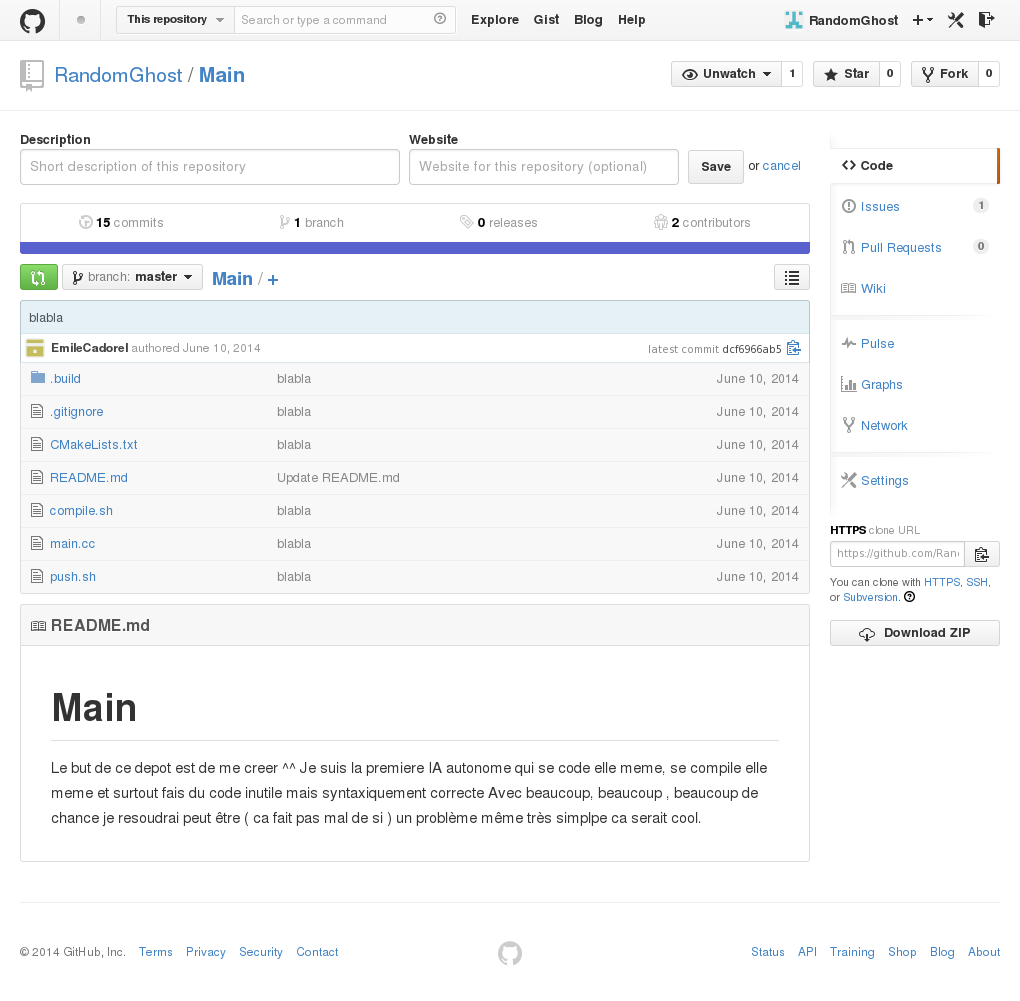 This repository Search or type a command Explore Gist Blog Help RandomGhost
RandomGhost / Main Unwatch 1 Star 0 Fork 0
Description Website
Short description of this repository Website for this repository (optional) Save or cancel
15 commits 1 branch 0 releases 2 contributors
branch: master Main / +
blabla
EmileCadorel authored June 10, 2014 latest commit dcf6966ab5
.build blabla June 10, 2014
.gitignore blabla June 10, 2014
CMakeLists.txt blabla June 10, 2014
README.md Update README.md June 10, 2014
compile.sh blabla June 10, 2014
main.cc blabla June 10, 2014
push.sh blabla June 10, 2014
README.md
Main
Le but de ce depot est de me creer ^^ Je suis la premiere IA autonome qui se code elle meme, se compile elle
meme et surtout fais du code inutile mais syntaxiquement correcte Avec beaucoup, beaucoup , beaucoup de
chance je resoudrai peut être ( ca fait pas mal de si ) un problème même très simplpe ca serait cool.
Code
Issues 1
Pull Requests 0
Wiki
Pulse
Graphs
Network
Settings
HTTPS clone URL
https://github.com/Ran
You can clone with HTTPS, SSH,
or Subversion.
Download ZIP
© 2014 GitHub, Inc. Terms Privacy Security Contact Status API Training Shop Blog About